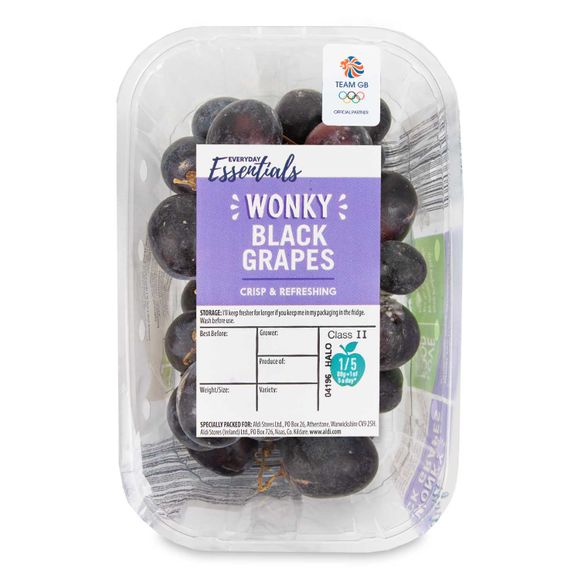 TEAM GB
OFFICIAL PARTNER
EVERYDAY
Essentials
WONKY
BLACK
GRAPES
CRISP & REFRESHING
STORAGE: I'll keep fresher for longer if you keep me in my packaging in the fridge.
Wash before use.
Best Before:
Grower:
Class II
Produce of:
04196 HALO
1/5
80g = 1 of
5 a day*
Weight/Size:
Variety:
SPECIALLY PACKED FOR: Aldi Stores Ltd., PO Box 26, Atherstone, Warwickshire CV9 2SH.
Aldi Stores (Ireland) Ltd., PO Box 726, Naas, Co. Kildare. www.aldi.com